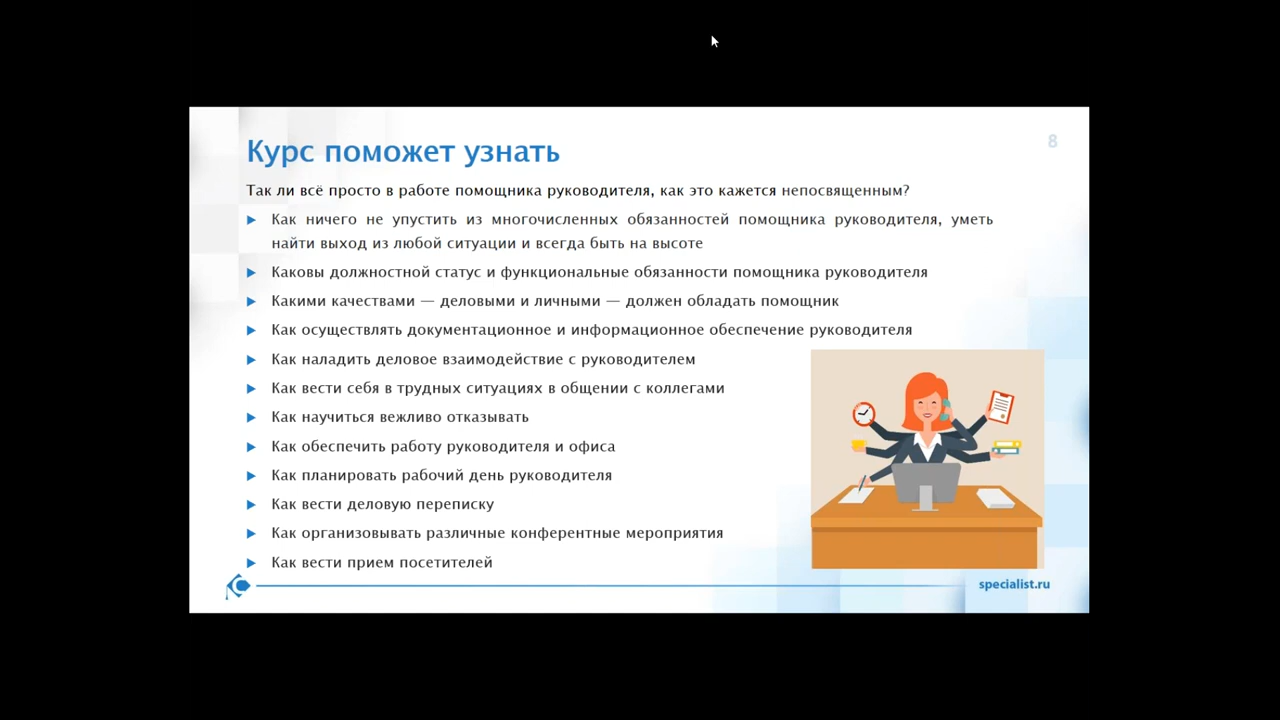 Курс поможет узнать
8
Так ли всё просто в работе помощника руководителя, как это кажется непосвященным?
Как ничего не упустить из многочисленных обязанностей помощника руководителя, уметь
найти выход из любой ситуации и всегда быть на высоте
Каковы должностной статус и функциональные обязанности помощника руководителя
Какими качествами — деловыми и личными — должен обладать помощник
Как осуществлять документационное и информационное обеспечение руководителя
Как наладить деловое взаимодействие с руководителем
Как вести себя в трудных ситуациях в общении с коллегами
Как научиться вежливо отказывать
Как обеспечить работу руководителя и офиса
Как планировать рабочий день руководителя
Как вести деловую переписку
Как организовывать различные конферентные мероприятия
Как вести прием посетителей
specialist.ru